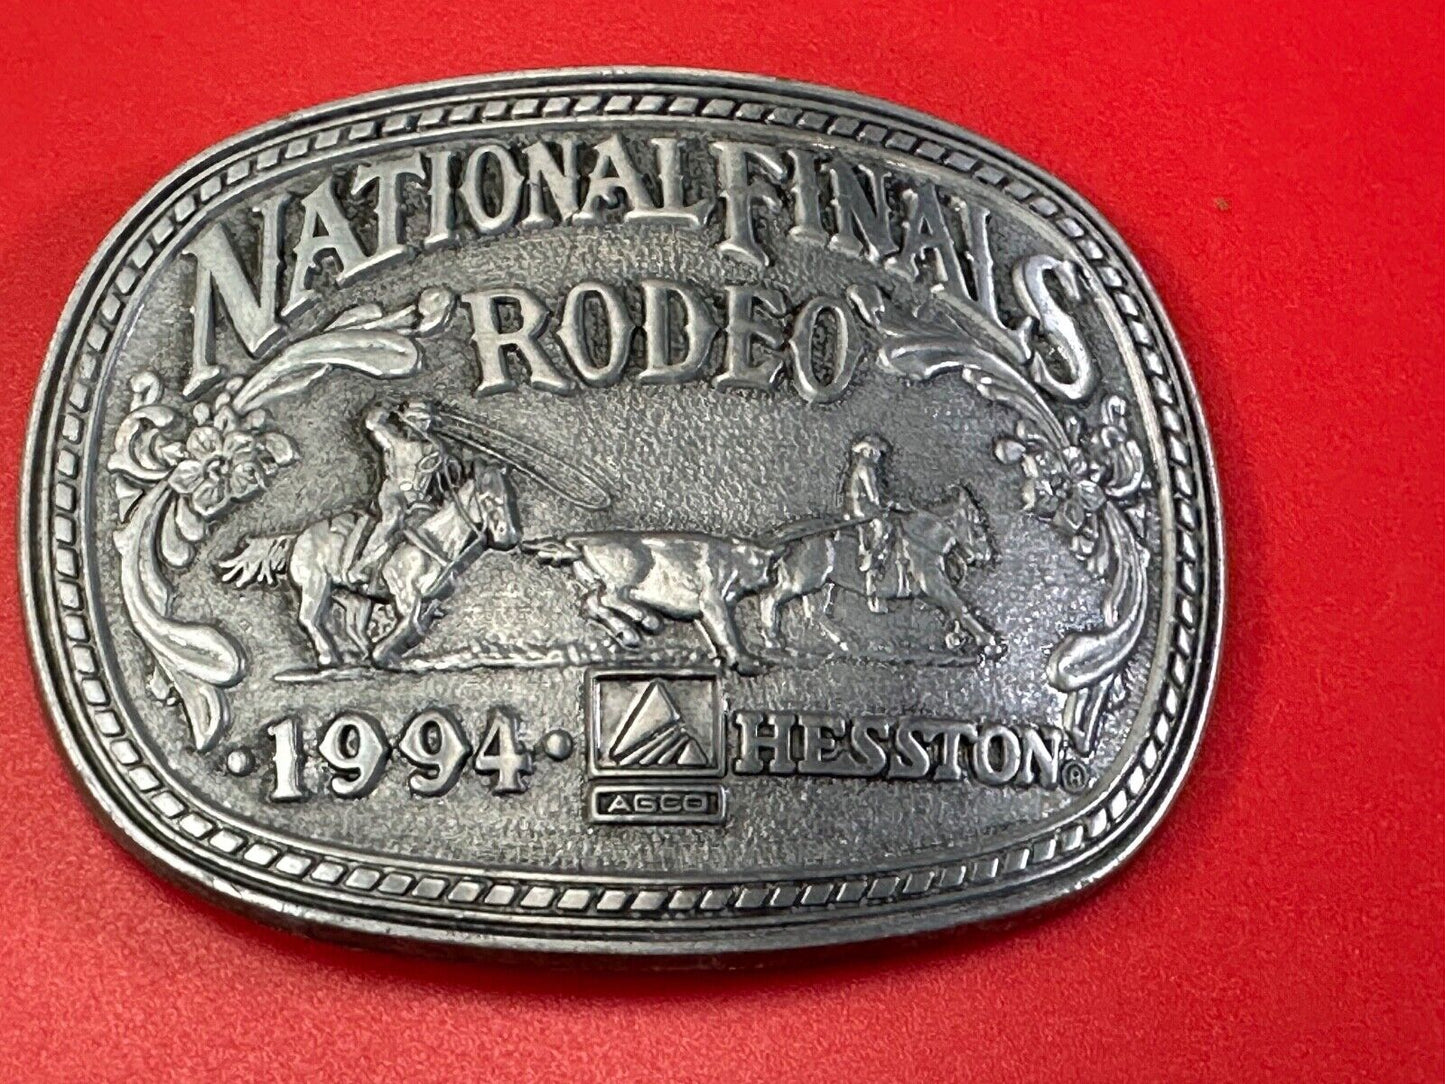 NATIONAL FINALS
RODEO
·1994· HESSTON®
AGCO